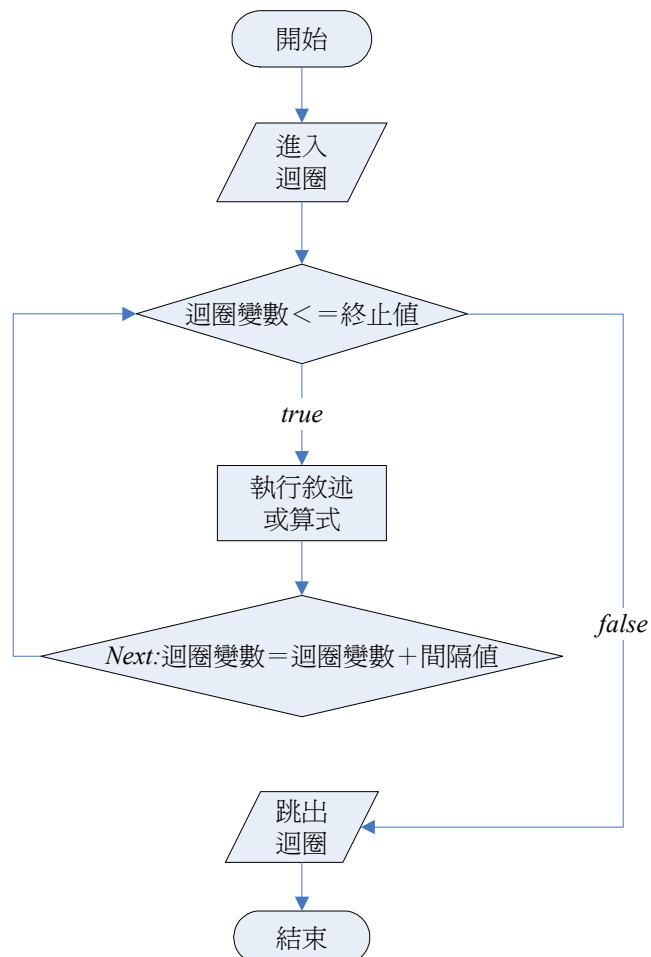 開始
進入
迴圈
迴圈變數＜＝終止值
true
執行敘述
或算式
Next:迴圈變數＝迴圈變數＋間隔值
false
跳出
迴圈
結束